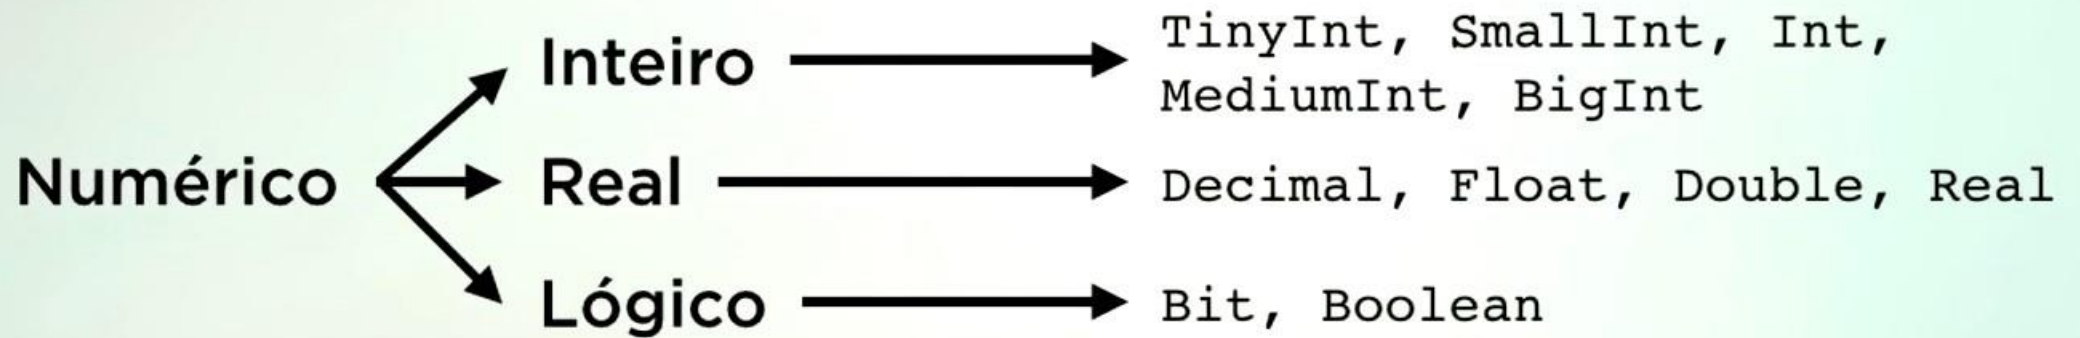 Numérico
Inteiro
TinyInt, SmallInt, Int,
MediumInt, BigInt
Real
Decimal, Float, Double, Real
Lógico
Bit, Boolean